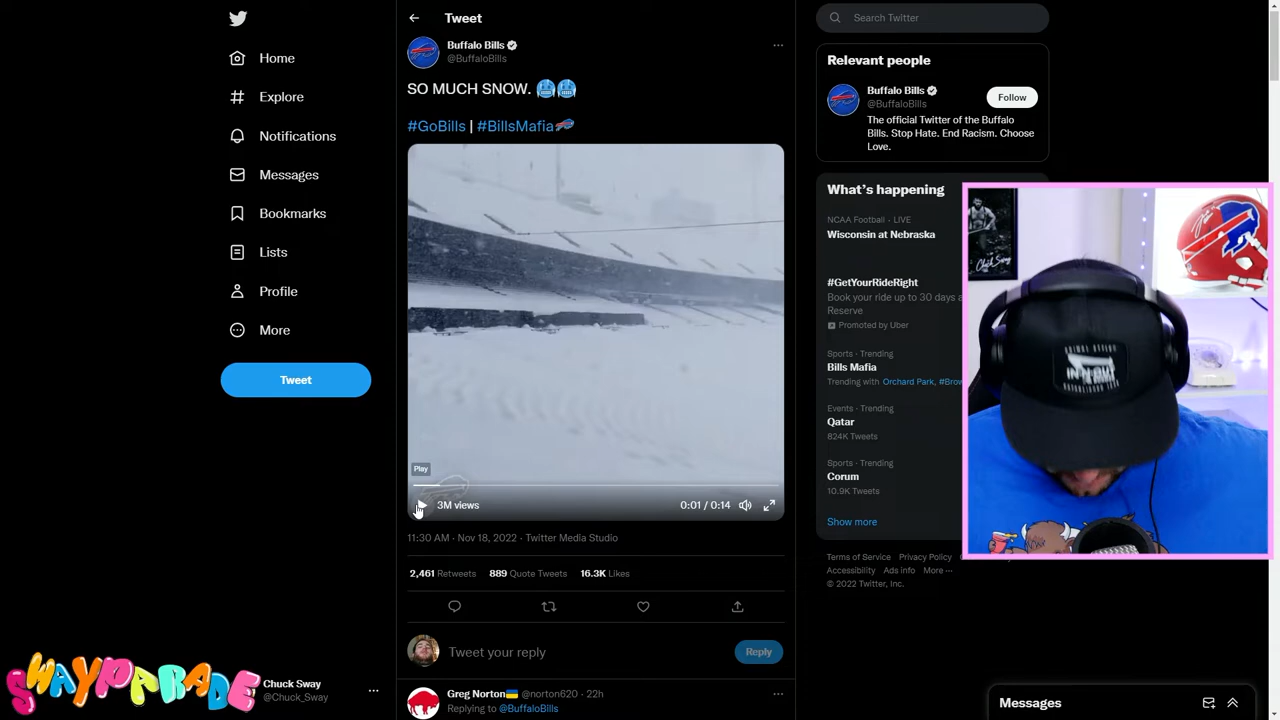 Tweet
Search Twitter
Home
Explore
Notifications
Messages
Bookmarks
Lists
Profile
More
Tweet
Buffalo Bills
@BuffaloBills
SO MUCH SNOW. 🥶🥶
#GoBills | #BillsMafia
Play
3M views
0:01 / 0:14
11:30 AM · Nov 18, 2022 · Twitter Media Studio
2,461 Retweets 889 Quote Tweets 16.3K Likes
Tweet your reply
Reply
Greg Norton🇺🇦 @norton620 · 22h
Replying to @BuffaloBills
Relevant people
Buffalo Bills
@BuffaloBills
Follow
The official Twitter of the Buffalo
Bills. Stop Hate. End Racism. Choose
Love.
What's happening
NCAA Football · LIVE
Wisconsin at Nebraska
#GetYourRideRight
Book your ride up to 30 days a
Reserve
Promoted by Uber
Sports · Trending
Bills Mafia
Trending with Orchard Park, #Brow
Events · Trending
Qatar
824K Tweets
Sports · Trending
Corum
10.9K Tweets
Show more
Terms of Service Privacy Policy
Accessibility Ads info More ···
© 2022 Twitter, Inc.
Chuck Sway
IN N OUT
SWAYPARADE
Chuck Sway
@Chuck_Sway
Messages